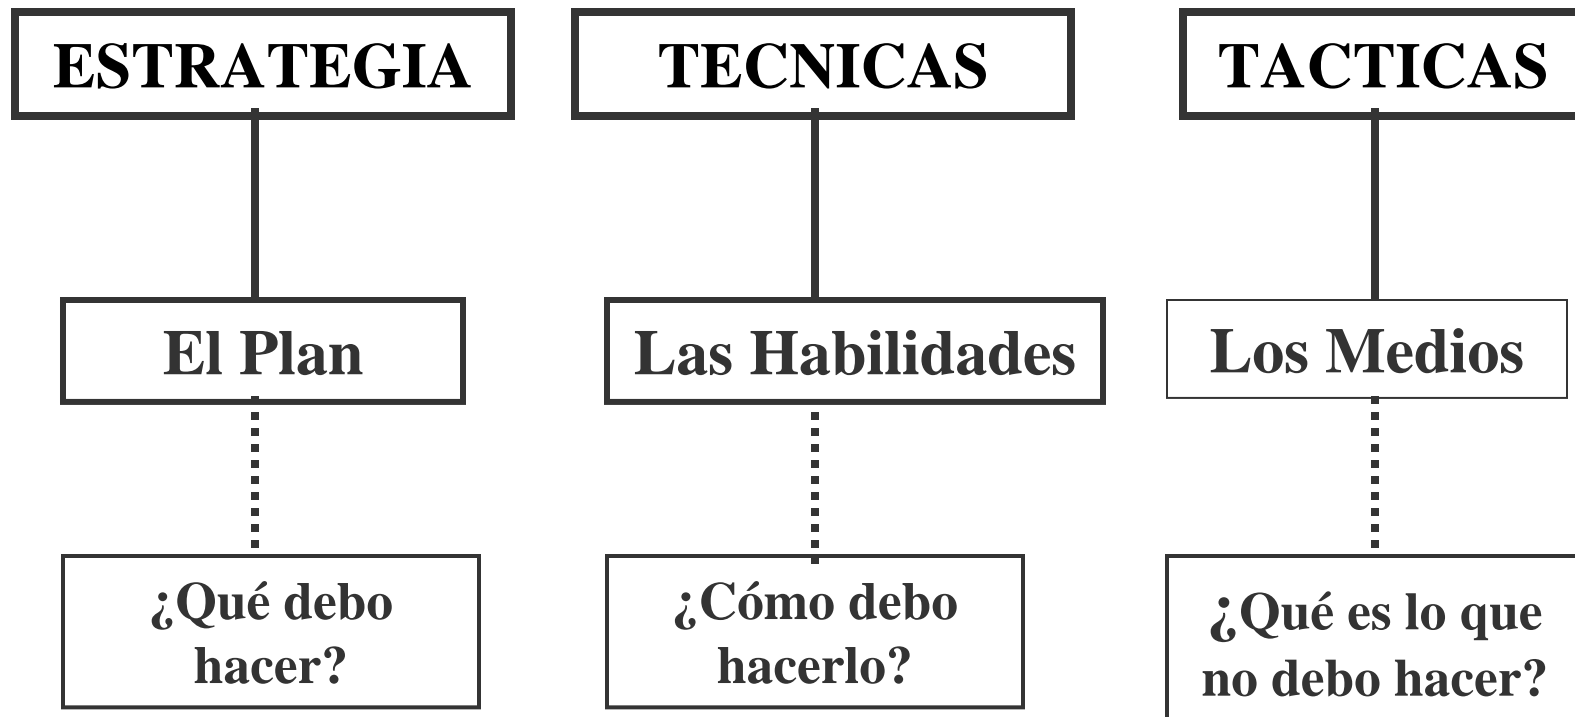 ESTRATEGIA
TECNICAS
TACTICAS
El Plan
Las Habilidades
Los Medios
¿Qué debo
hacer?
¿Cómo debo
hacerlo?
¿Qué es lo que
no debo hacer?